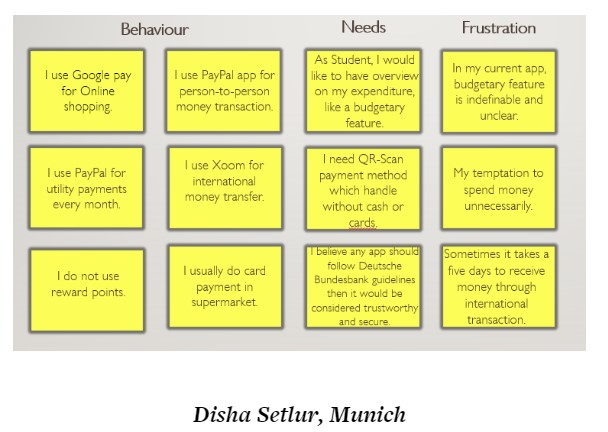 Behaviour
Needs
Frustration
I use Google pay
for Online
shopping.
I use PayPal app for
person-to-person
money transaction.
As Student, I would
like to have overview
on my expenditure,
like a budgetary
feature.
In my current app,
budgetary feature
is indefinable and
unclear.
I use PayPal for
utility payments
every month.
I use Xoom for
international
money transfer.
I need QR-Scan
payment method
which handle
without cash or
cards.
My temptation to
spend money
unnecessarily.
I do not use
reward points.
I usually do card
payment in
supermarket.
I believe any app should
follow Deutsche
Bundesbank guidelines
then it would be
considered trustworthy
and secure.
Sometimes it takes a
five days to receive
money through
international
transaction.
Disha Setlur, Munich